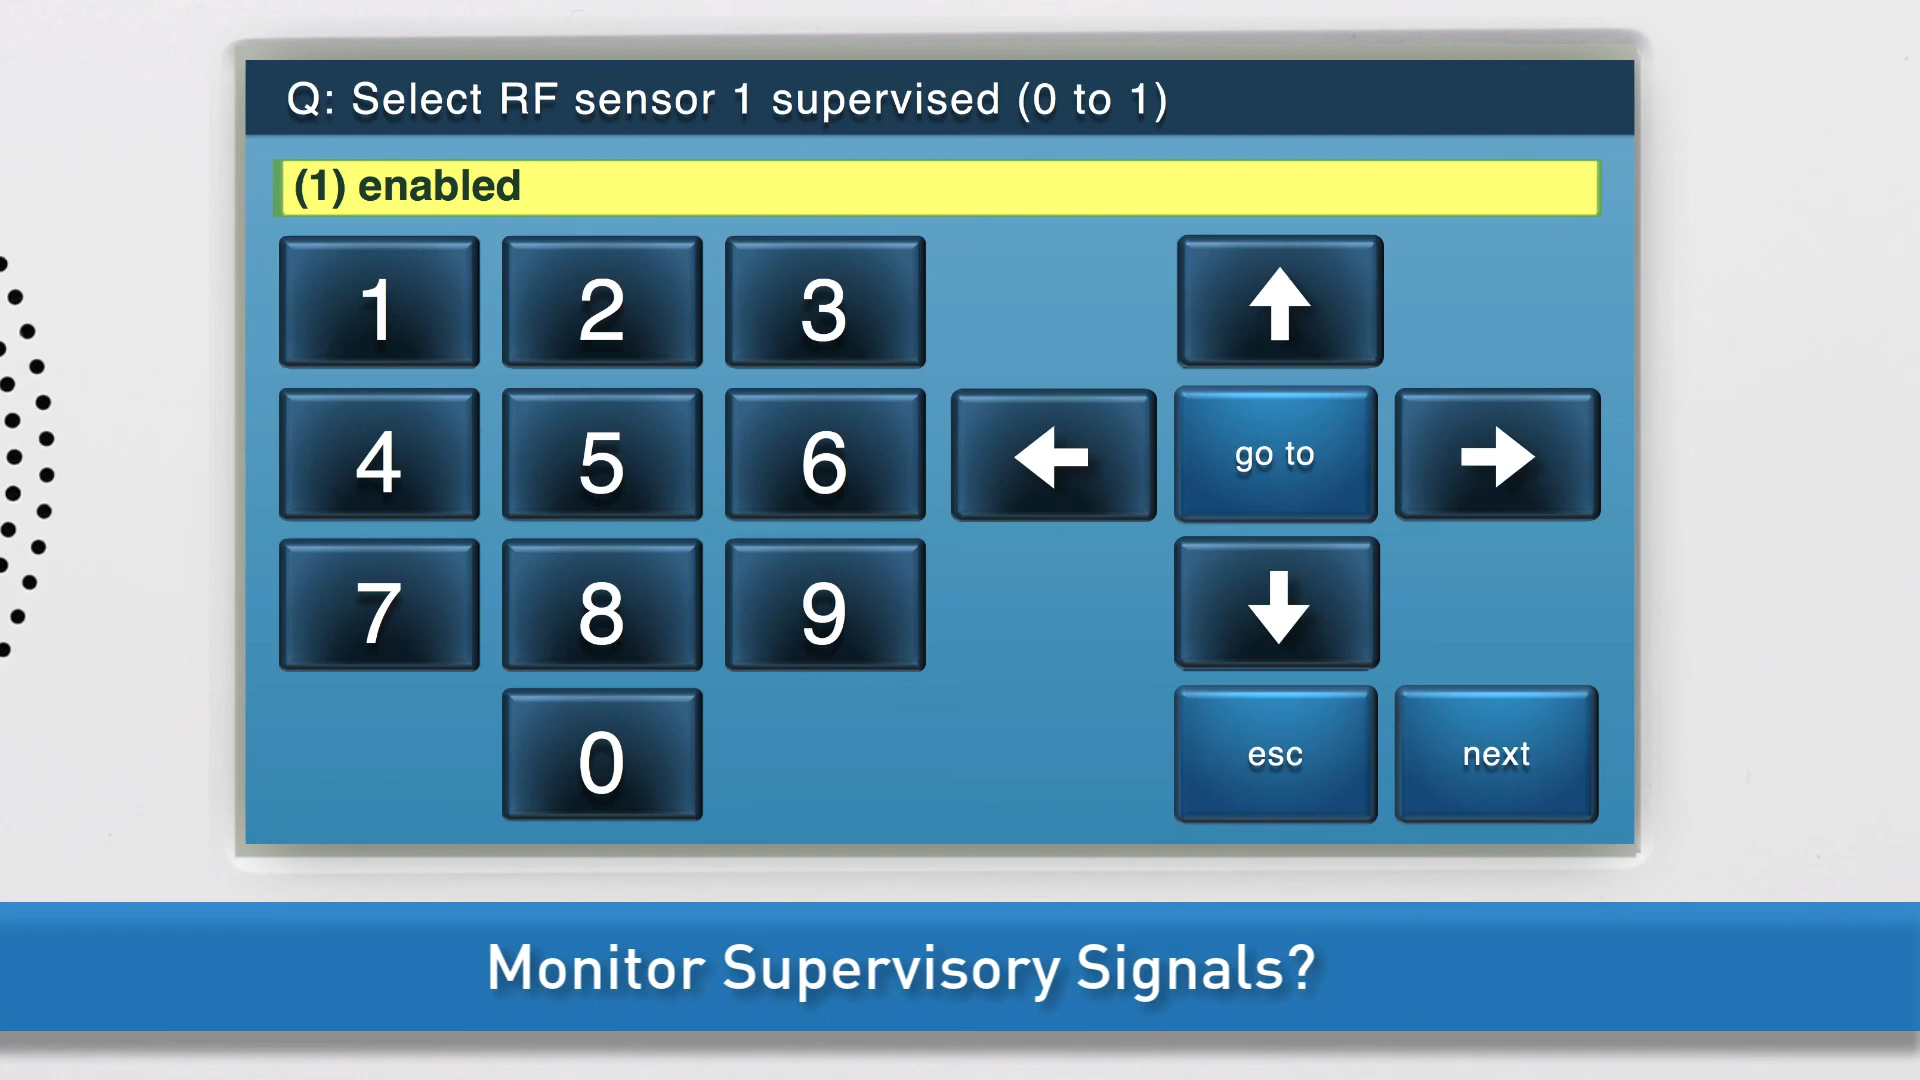 Q: Select RF sensor 1 supervised (0 to 1)
(1) enabled
1 2 3
4 5 6 go to
7 8 9
0 esc next
Monitor Supervisory Signals?